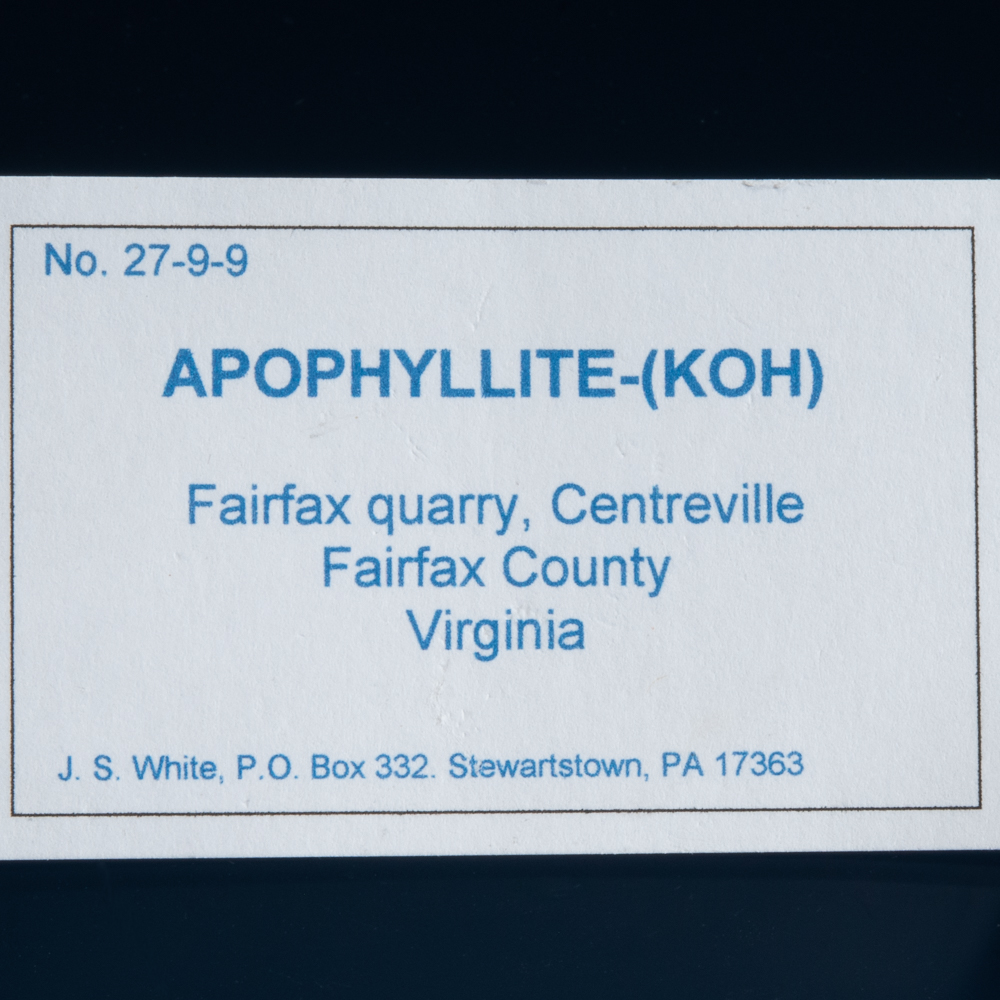 No. 27-9-9
APOPHYLLITE-(KOH)
Fairfax quarry, Centreville
Fairfax County
Virginia
J. S. White, P.O. Box 332. Stewartstown, PA 17363